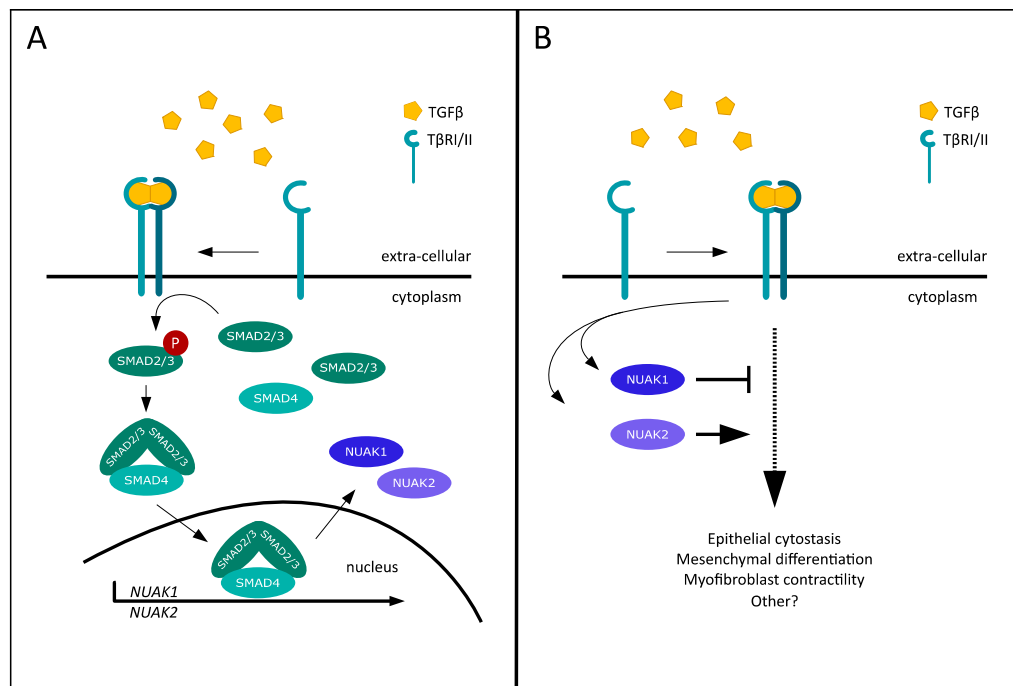 A
TGFβ
TβRI/II
extra-cellular
cytoplasm
P
SMAD2/3
SMAD2/3
SMAD2/3
SMAD4
SMAD2/3
SMAD2/3
SMAD4
NUAK1
NUAK2
SMAD2/3
SMAD2/3
SMAD4
nucleus
NUAK1
NUAK2
B
TGFβ
TβRI/II
extra-cellular
cytoplasm
NUAK1
NUAK2
Epithelial cytostasis
Mesenchymal differentiation
Myofibroblast contractility
Other?